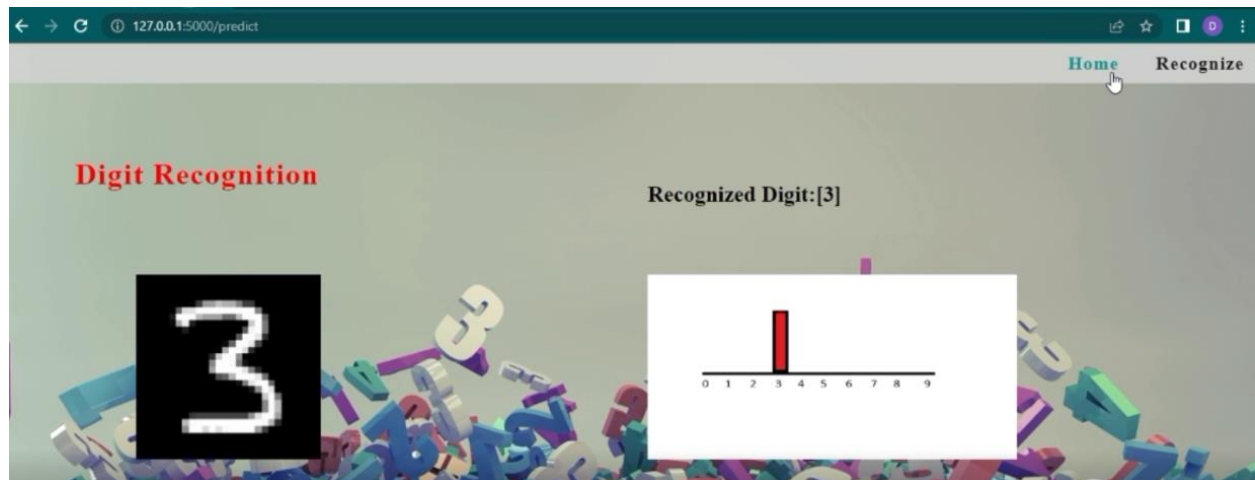 127.0.0.1:5000/predict
D
Home Recognize
Digit Recognition
Recognized Digit:[3]
3
0 1 2 3 4 5 6 7 8 9